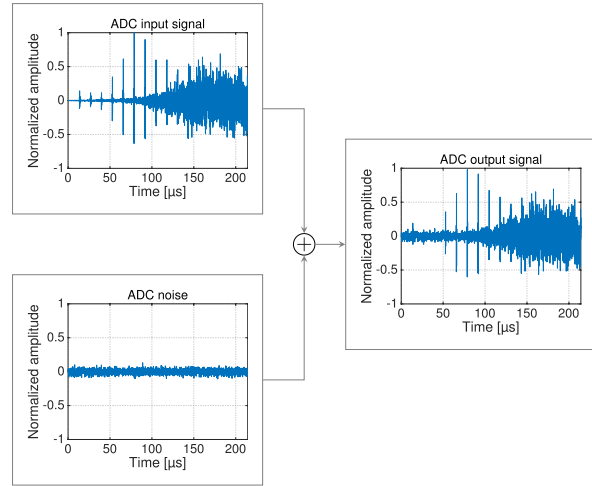 ADC input signal
Normalized amplitude
1
0.5
0
-0.5
-1
0 50 100 150 200
Time [µs]
ADC noise
Normalized amplitude
1
0.5
0
-0.5
-1
0 50 100 150 200
Time [µs]
ADC output signal
Normalized amplitude
1
0.5
0
-0.5
-1
0 50 100 150 200
Time [µs]